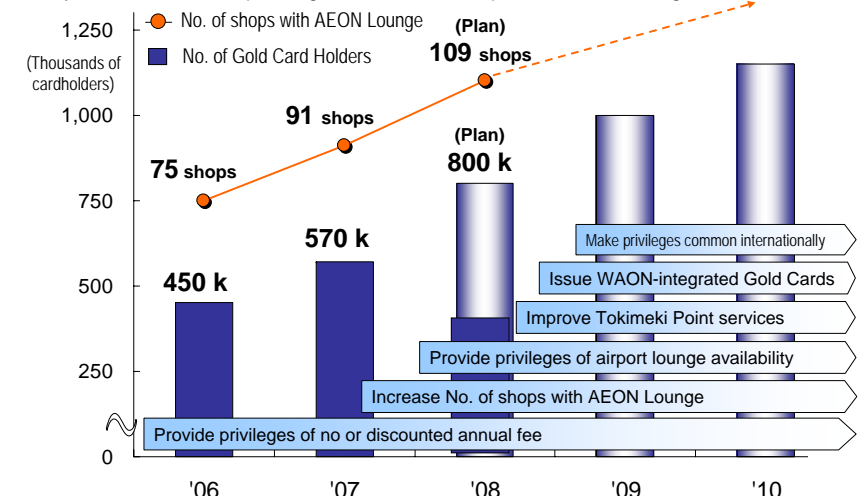 No. of shops with AEON Lounge
No. of Gold Card Holders
1,250
(Thousands of
cardholders)
1,000
750
500
250
0
75 shops
91 shops
(Plan)
109 shops
450 k
570 k
(Plan)
800 k
Make privileges common internationally
Issue WAON-integrated Gold Cards
Improve Tokimeki Point services
Provide privileges of airport lounge availability
Increase No. of shops with AEON Lounge
Provide privileges of no or discounted annual fee
'06 '07 '08 '09 '10